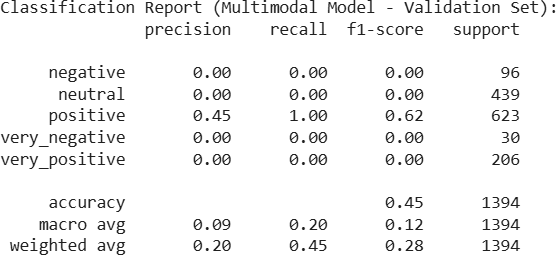 Classification Report (Multimodal Model - Validation Set):
precision recall f1-score support
negative 0.00 0.00 0.00 96
neutral 0.00 0.00 0.00 439
positive 0.45 1.00 0.62 623
very_negative 0.00 0.00 0.00 30
very_positive 0.00 0.00 0.00 206
accuracy 0.45 1394
macro avg 0.09 0.20 0.12 1394
weighted avg 0.20 0.45 0.28 1394